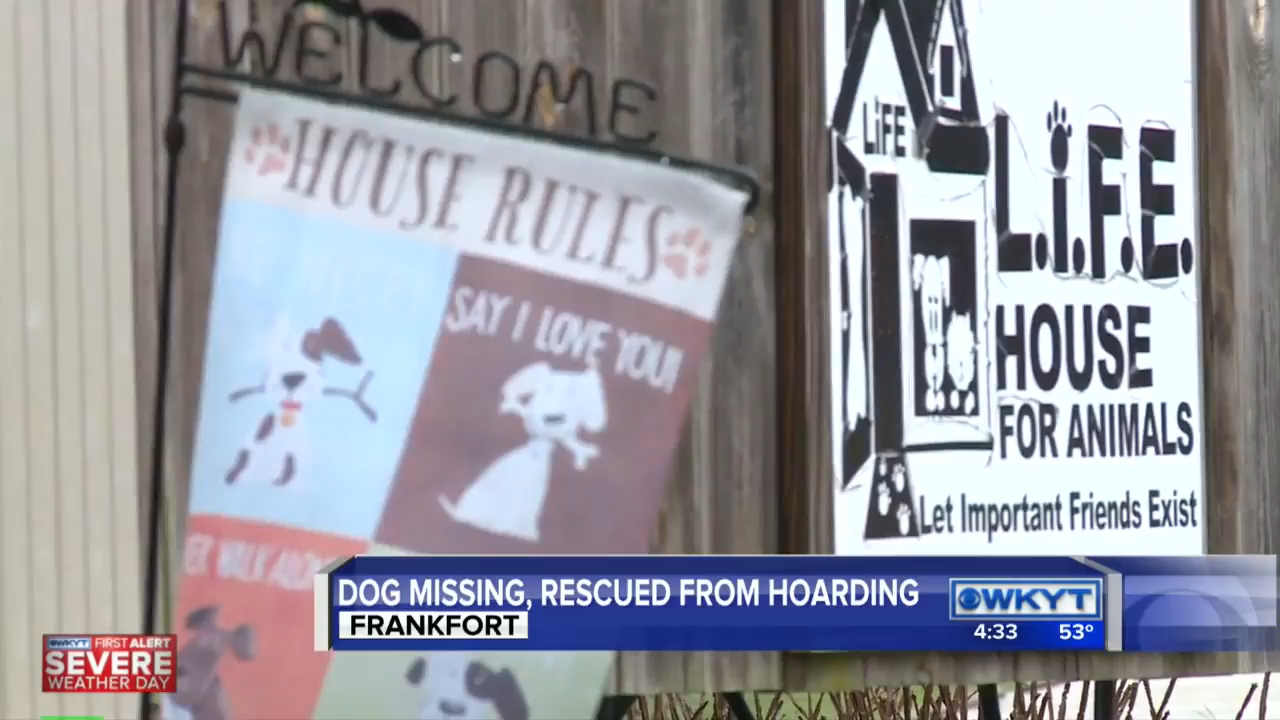 WELCOME
HOUSE RULES
SAY I LOVE YOU!
LiFE
L.i.F.E.
HOUSE
FOR ANIMALS
Let Important Friends Exist
DOG MISSING, RESCUED FROM HOARDING
FRANKFORT
WKYT
4:33 53°
WKYT FIRST ALERT
SEVERE
WEATHER DAY